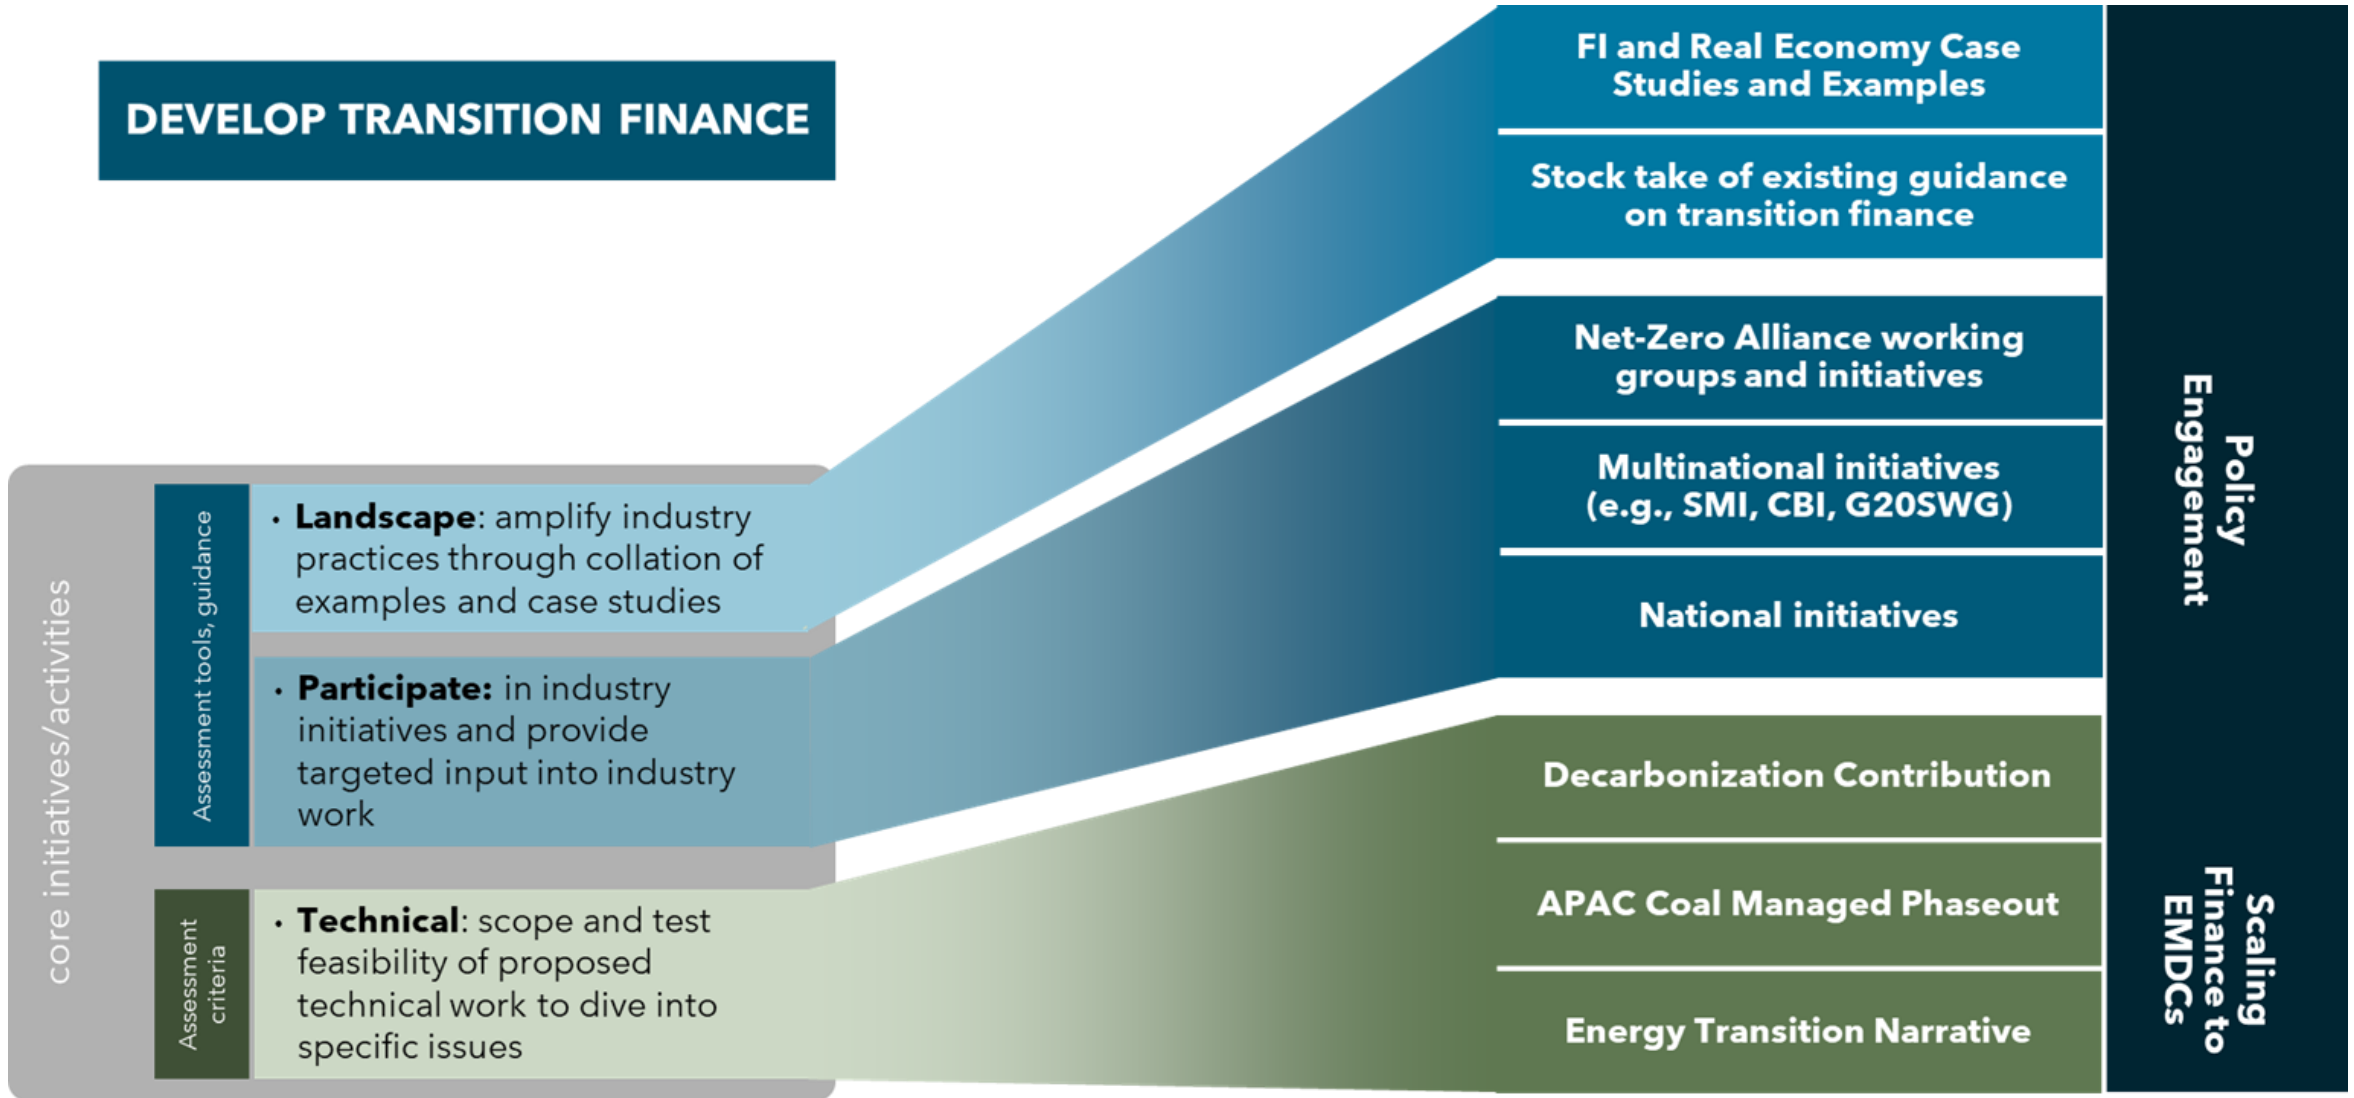 DEVELOP TRANSITION FINANCE
core initiatives/activities
Assessment tools, guidance
• Landscape: amplify industry
practices through collation of
examples and case studies
• Participate: in industry
initiatives and provide
targeted input into industry
work
Assessment
criteria
• Technical: scope and test
feasibility of proposed
technical work to dive into
specific issues
FI and Real Economy Case
Studies and Examples
Stock take of existing guidance
on transition finance
Net-Zero Alliance working
groups and initiatives
Multinational initiatives
(e.g., SMI, CBI, G20SWG)
National initiatives
Decarbonization Contribution
APAC Coal Managed Phaseout
Energy Transition Narrative
Policy
Engagement
Scaling
Finance to
EMDCs